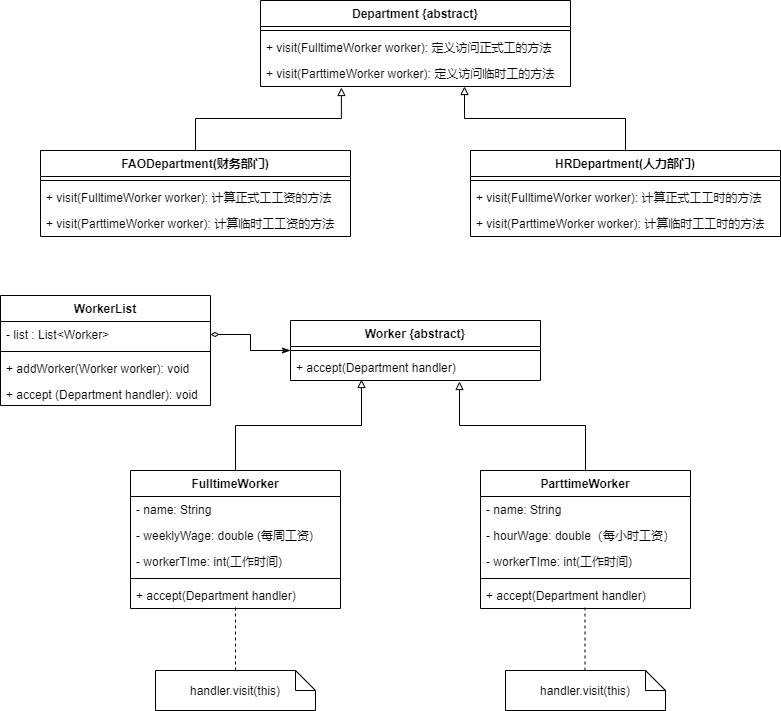 Department {abstract}
+ visit(FulltimeWorker worker): 定义访问正式工的方法
+ visit(ParttimeWorker worker): 定义访问临时工的方法
FAODepartment(财务部门)
+ visit(FulltimeWorker worker): 计算正式工工资的方法
+ visit(ParttimeWorker worker): 计算临时工工资的方法
HRDepartment(人力部门)
+ visit(FulltimeWorker worker): 计算正式工工时的方法
+ visit(ParttimeWorker worker): 计算临时工工时的方法
WorkerList
- list : List<Worker>
+ addWorker(Worker worker): void
+ accept (Department handler): void
Worker {abstract}
+ accept(Department handler)
FulltimeWorker
- name: String
- weeklyWage: double (每周工资)
- workerTIme: int(工作时间)
+ accept(Department handler)
ParttimeWorker
- name: String
- hourWage: double（每小时工资）
- workerTIme: int(工作时间)
+ accept(Department handler)
handler.visit(this)
handler.visit(this)